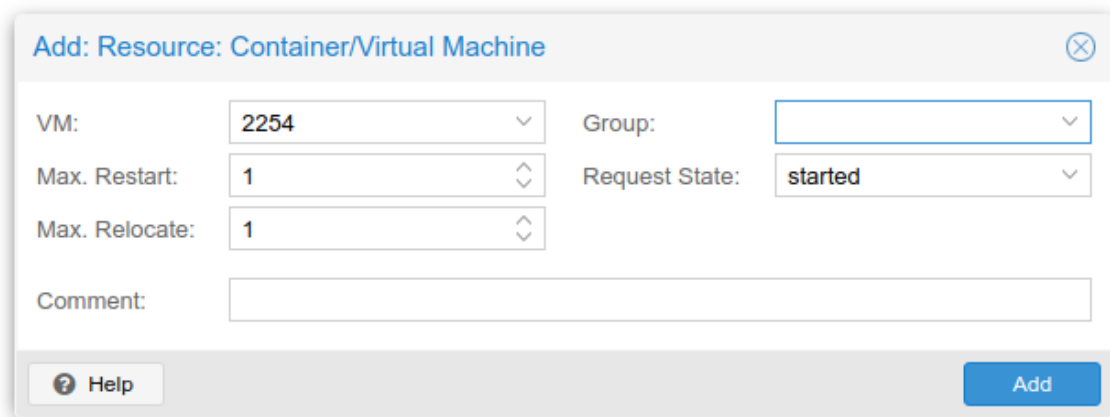 Add: Resource: Container/Virtual Machine
VM: 2254 Group:
Max. Restart: 1 Request State: started
Max. Relocate: 1
Comment:
Help Add